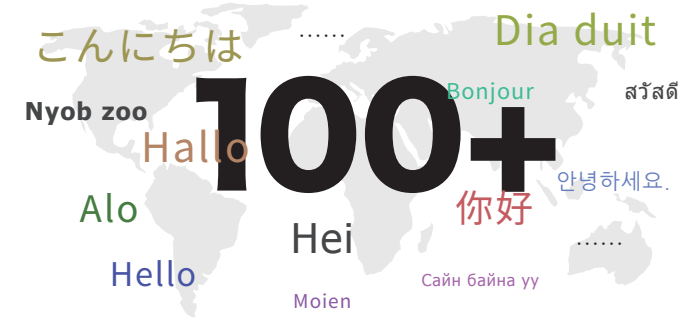 ......
Dia duit
こんにちは
Bonjour
สวัสดี
Nyob zoo
100+
Hallo
안녕하세요.
Alo
你好
Hei
......
Hello
Сайн байна уу
Moien